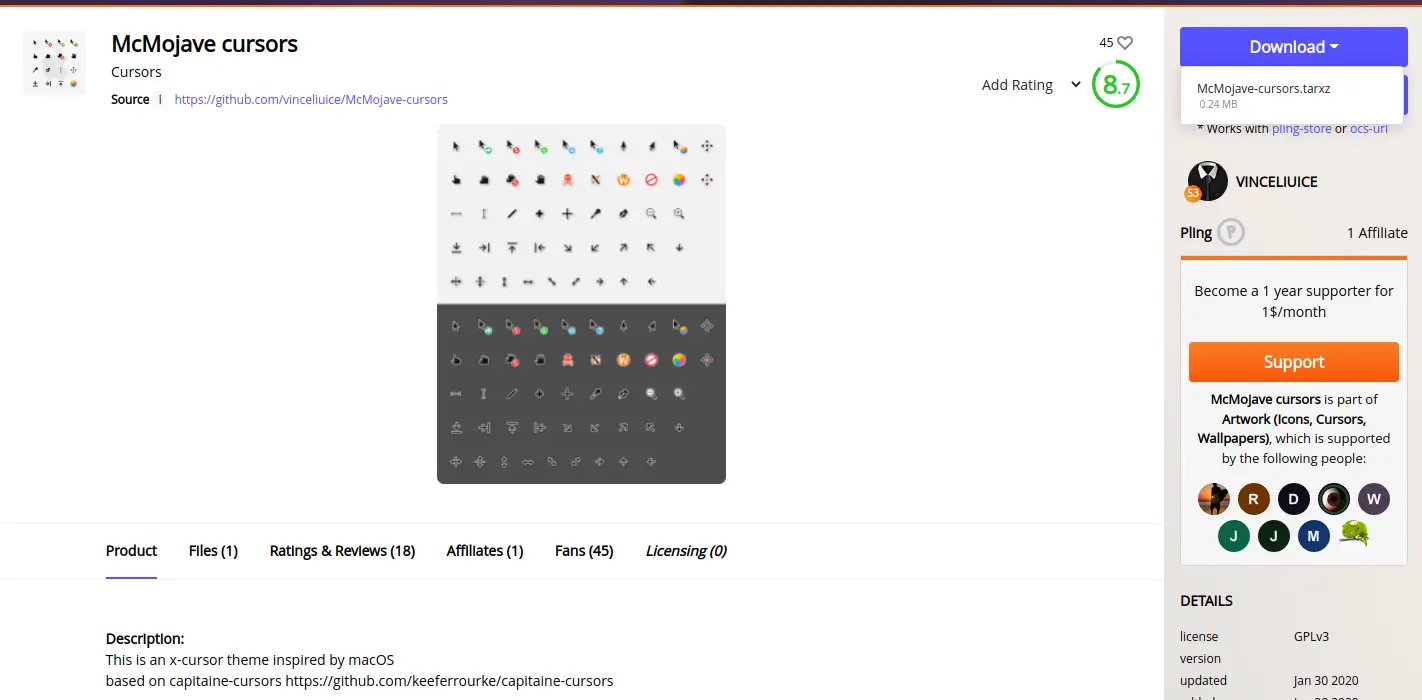 McMojave cursors
Cursors
Source | https://github.com/vinceliuice/McMojave-cursors
45
Add Rating
8.7
Product
Files (1)
Ratings & Reviews (18)
Affiliates (1)
Fans (45)
Licensing (0)
Description:
This is an x-cursor theme inspired by macOS
based on capitaine-cursors https://github.com/keeferrourke/capitaine-cursors
Download
McMojave-cursors.tarxz
0.24 MB
* Works with pling-store or ocs-url
S3
VINCELIUICE
Pling P 1 Affiliate
Become a 1 year supporter for
1$/month
Support
McMojave cursors is part of
Artwork (Icons, Cursors,
Wallpapers), which is supported
by the following people:
R D W
J J M
DETAILS
license GPLv3
version
updated Jan 30 2020